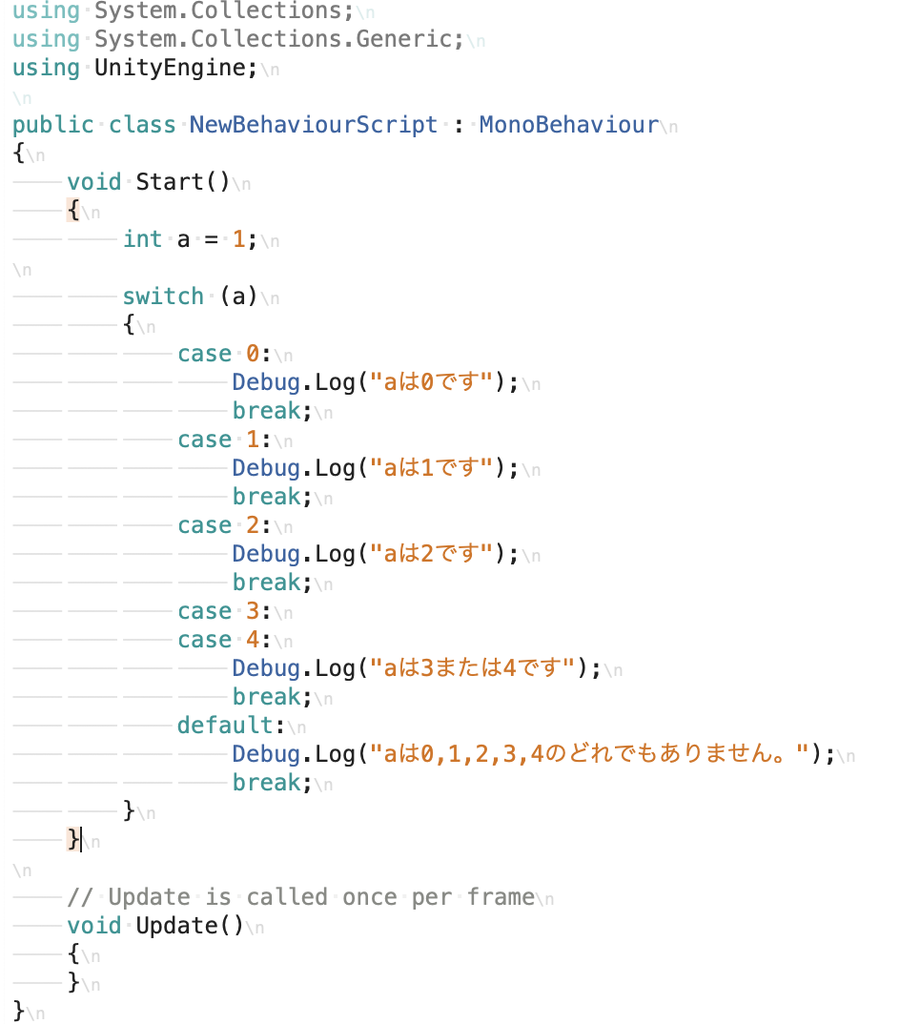 using System.Collections;\n
using System.Collections.Generic;\n
using UnityEngine;\n
\n
public class NewBehaviourScript : MonoBehaviour\n
{\n
void Start()\n
{\n
int a = 1;\n
\n
switch (a)\n
{\n
case 0:\n
Debug.Log("aは0です");\n
break;\n
case 1:\n
Debug.Log("aは1です");\n
break;\n
case 2:\n
Debug.Log("aは2です");\n
break;\n
case 3:\n
case 4:\n
Debug.Log("aは3または4です");\n
break;\n
default:\n
Debug.Log("aは0,1,2,3,4のどれでもありません。");\n
break;\n
}\n
}\n
\n
// Update is called once per frame\n
void Update()\n
{\n
}\n
}\n